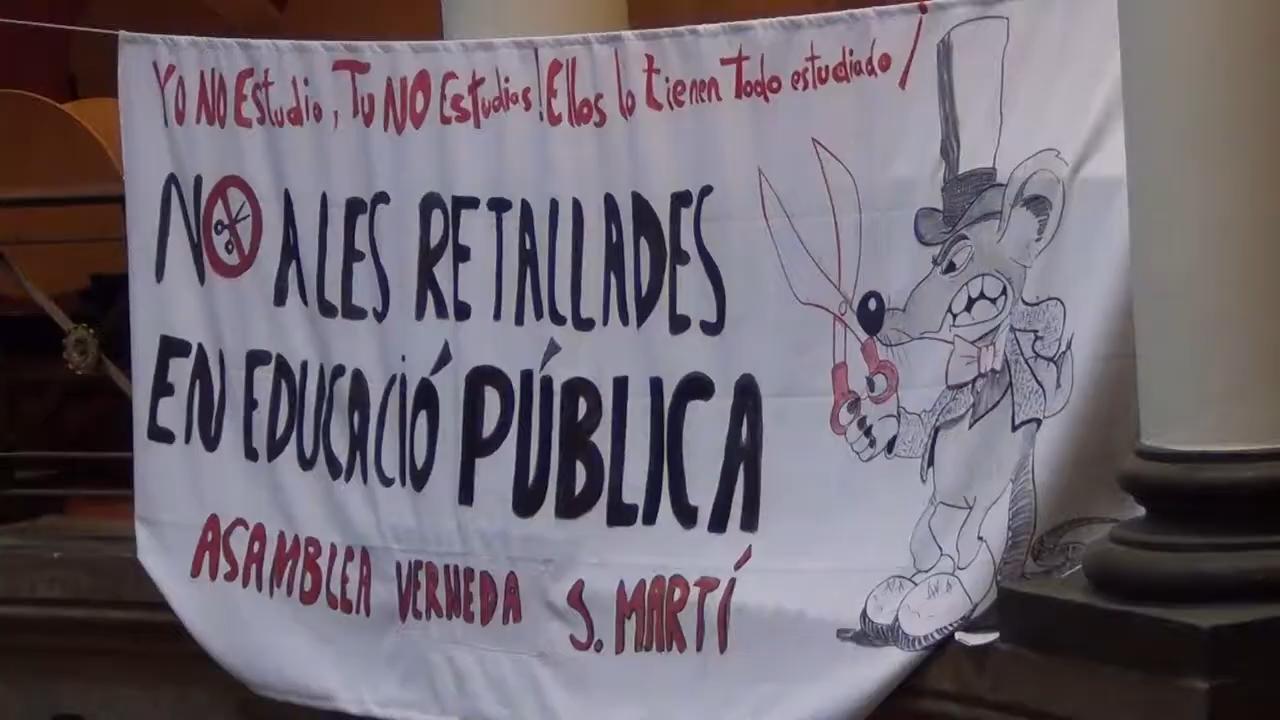 Yo NO Estudio, Tu NO Estudias! Ellos lo tienen Todo estudiado!
NO A LES RETALLADES
EN EDUCACIÓ PÚBLICA
ASAMBLEA VERNEDA S. MARTÍ